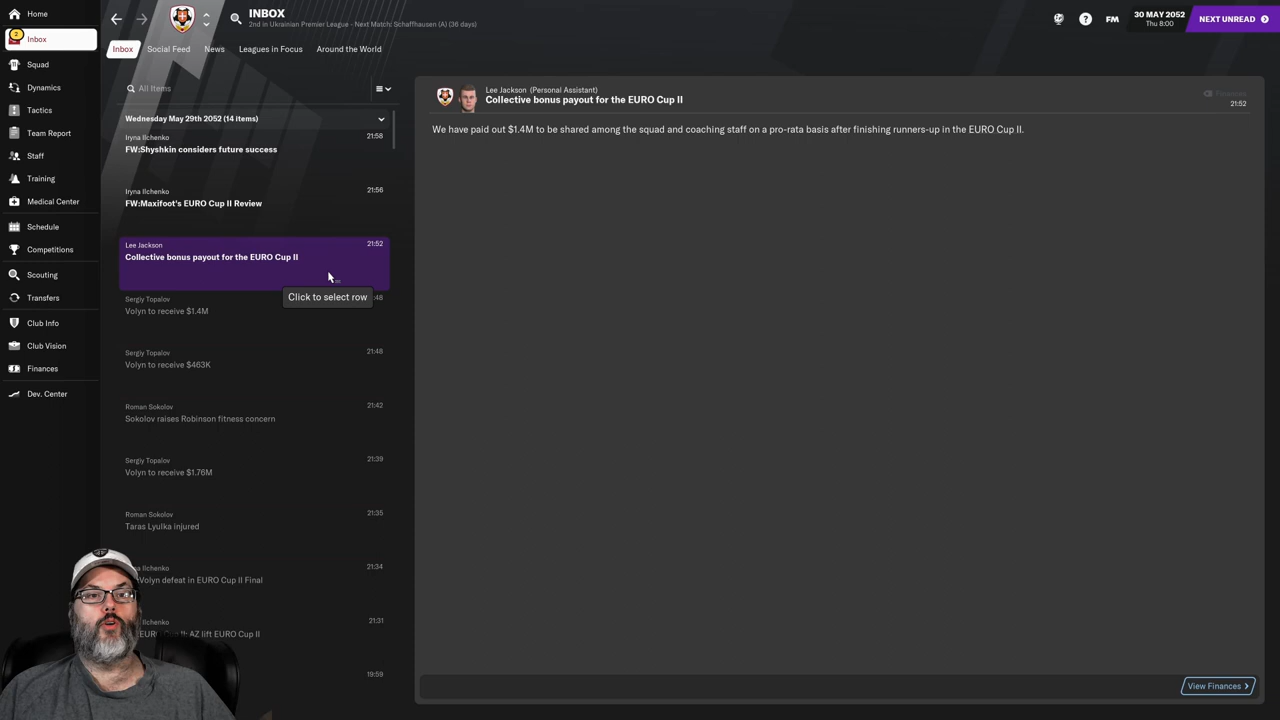 Home
2
Inbox
Squad
Dynamics
Tactics
Team Report
Staff
Training
Medical Center
Schedule
Competitions
Scouting
Transfers
Club Info
Club Vision
Finances
Dev. Center
INBOX
2nd in Ukrainian Premier League - Next Match: Schaffhausen (A) (36 days)
FM
30 MAY 2052
Thu 8:00
NEXT UNREAD
Inbox
Social Feed
News
Leagues in Focus
Around the World
All Items
Wednesday May 29th 2052 (14 items)
Iryna Ilchenko
21:58
FW:Shyshkin considers future success
Iryna Ilchenko
21:56
FW:Maxifoot's EURO Cup II Review
Lee Jackson
21:52
Collective bonus payout for the EURO Cup II
Click to select row
Sergiy Topalov
:48
Volyn to receive $1.4M
Sergiy Topalov
21:48
Volyn to receive $463K
Roman Sokolov
21:42
Sokolov raises Robinson fitness concern
Sergiy Topalov
21:39
Volyn to receive $1.76M
Roman Sokolov
21:35
Taras Lyulka injured
Ilchenko
21:34
Volyn defeat in EURO Cup II Final
Ilchenko
21:31
EURO Cup II: AZ lift EURO Cup II
19:59
Lee Jackson (Personal Assistant)
Collective bonus payout for the EURO Cup II
Finances
21:52
We have paid out $1.4M to be shared among the squad and coaching staff on a pro-rata basis after finishing runners-up in the EURO Cup II.
View Finances